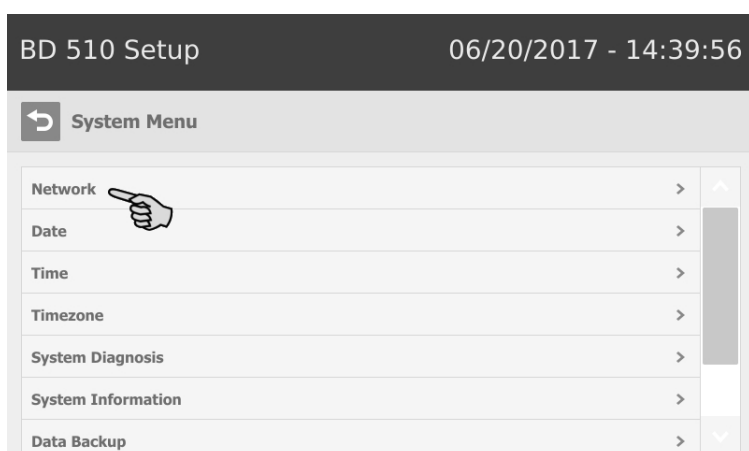 BD 510 Setup 06/20/2017 - 14:39:56
System Menu
Network
Date
Time
Timezone
System Diagnosis
System Information
Data Backup